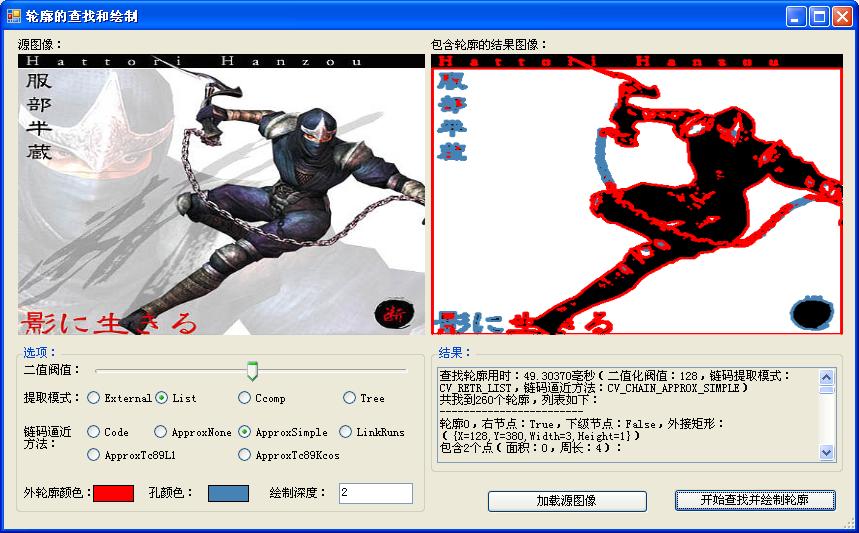 轮廓的查找和绘制
源图像：
包含轮廓的结果图像：
Hattori Hanzou
Hattori Hanzou
服部半蔵
服部半蔵
影に生きる
影に生きる
断
选项：
二值阀值：
提取模式： External List Ccomp Tree
链码逼近方法： Code ApproxNone ApproxSimple LinkRuns
ApproxTc89L1 ApproxTc89Kcos
外轮廓颜色： 孔颜色： 绘制深度： 2
结果：
查找轮廓用时：49.30370毫秒（二值化阀值：128，链码提取模式：
CV_RETR_LIST，链码逼近方法：CV_CHAIN_APPROX_SIMPLE）
共找到260个轮廓，列表如下：
------------------------
轮廓0，右节点：True，下级节点：False，外接矩形：
（{X=128,Y=380,Width=3,Height=1}）
包含2个点（面积：0，周长：4）：
加载源图像
开始查找并绘制轮廓